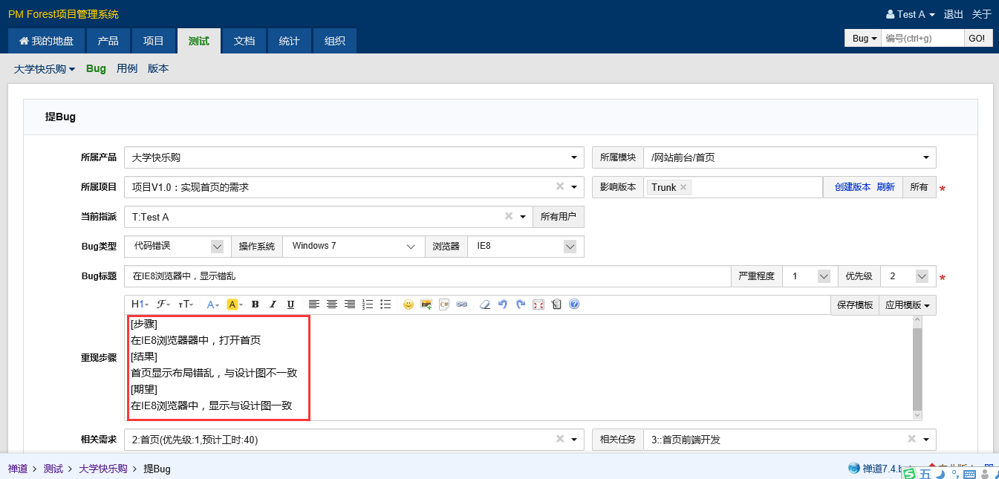 PM Forest项目管理系统
Test A 退出 关于
我的地盘 产品 项目 测试 文档 统计 组织
Bug 编号(ctrl+g) GO!
大学快乐购 Bug 用例 版本
提Bug
所属产品 大学快乐购 所属模块 /网站前台/首页
所属项目 项目V1.0：实现首页的需求 影响版本 Trunk 创建版本 刷新 所有 *
当前指派 T:Test A 所有用户
Bug类型 代码错误 操作系统 Windows 7 浏览器 IE8
Bug标题 在IE8浏览器中，显示错乱 严重程度 1 优先级 2 *
H1 F TT A A B I U C# 保存模板 应用模版
重现步骤
[步骤]
在IE8浏览器器中，打开首页
[结果]
首页显示布局错乱，与设计图不一致
[期望]
在IE8浏览器中，显示与设计图一致
相关需求 2:首页(优先级:1,预计工时:40) 相关任务 3::首页前端开发
禅道 测试 大学快乐购 提Bug 禅道7.4 五